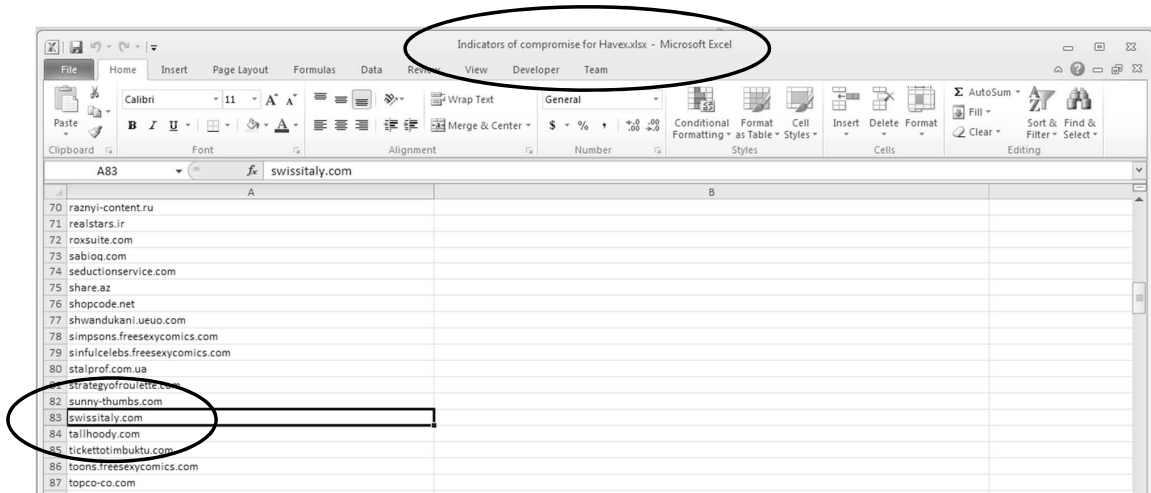 Indicators of compromise for Havex.xlsx - Microsoft Excel
File Home Insert Page Layout Formulas Data Review View Developer Team
Paste
Calibri 11 A A
B I U A
Wrap Text
Merge & Center
General
$ % , .0 .00 .00 .0
Conditional Formatting Format as Table Cell Styles
Insert Delete Format
Σ AutoSum
Fill
Clear
Sort & Filter Find & Select
Clipboard Font Alignment Number Styles Cells Editing
A83 fx swissitaly.com
A B
70 raznyi-content.ru
71 realstars.ir
72 roxsuite.com
73 sabioq.com
74 seductionservice.com
75 share.az
76 shopcode.net
77 shwandukani.ueuo.com
78 simpsons.freesexycomics.com
79 sinfulcelebs.freesexycomics.com
80 stalprof.com.ua
81 strategyofroulette.com
82 sunny-thumbs.com
83 swissitaly.com
84 tallhoody.com
85 tickettotimbuktu.com
86 toons.freesexycomics.com
87 topco-co.com